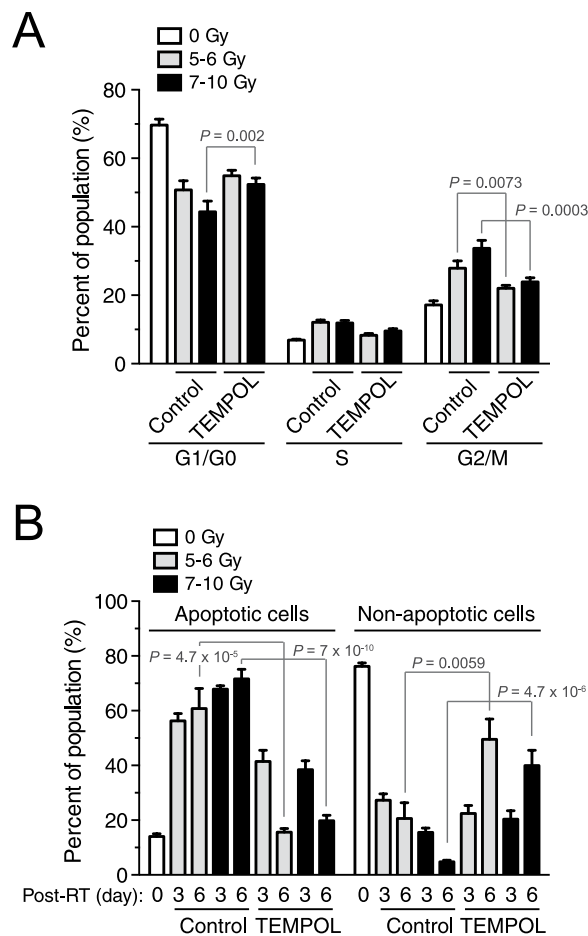 A
0 Gy
5-6 Gy
7-10 Gy
Percent of population (%)
80
60
40
20
0
P = 0.002
P = 0.0073
P = 0.0003
Control
TEMPOL
Control
TEMPOL
Control
TEMPOL
G1/G0
S
G2/M
B
0 Gy
5-6 Gy
7-10 Gy
Percent of population (%)
100
80
60
40
20
0
Apoptotic cells
Non-apoptotic cells
P = 4.7 x 10⁻⁵
P = 7 x 10⁻¹⁰
P = 0.0059
P = 4.7 x 10⁻⁶
Post-RT (day): 0 3 6 3 6 3 6 3 6 0 3 6 3 6 3 6 3 6
Control TEMPOL Control TEMPOL